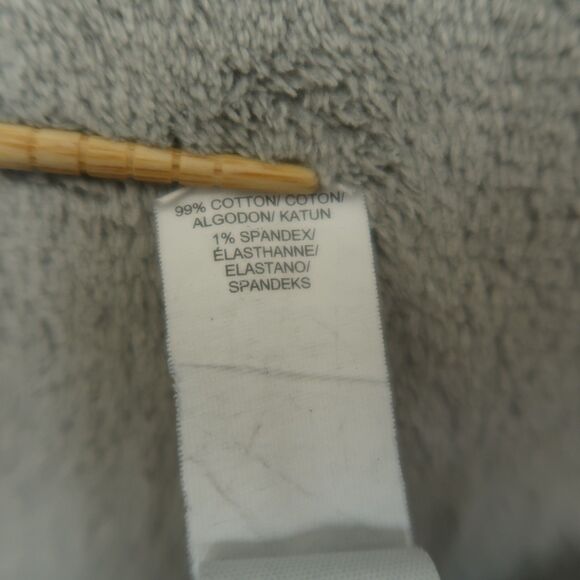 99% COTTON/ COTON/
ALGODON/ KATUN
1% SPANDEX/
ÉLASTHANNE/
ELASTANO/
SPANDEKS